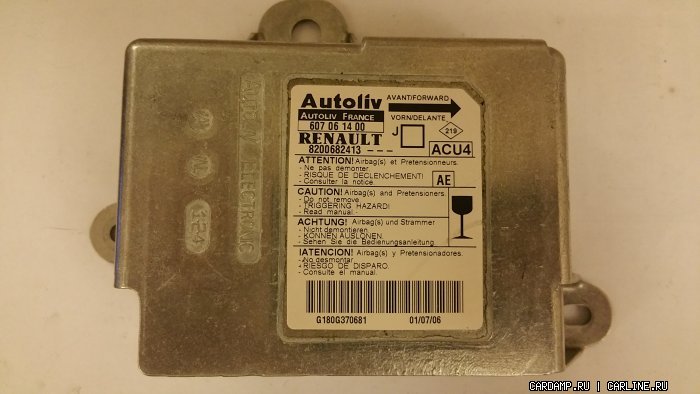 Autoliv
AVANT/FORWARD
AUTOLIV FRANCE
VORN/DELANTE
607 06 14 00
J
219
RENAULT
8200682413 - - -
ACU4
ATTENTION! Airbag(s) et Pretensionneurs.
- Ne pas demonter.
- RISQUE DE DECLENCHEMENT!
- Consulter la notice.
AE
CAUTION! Airbag(s) and Pretensioners
- Do not remove.
- TRIGGERING HAZARD!
- Read manual.
ACHTUNG! Airbag(s) und Strammer
- Nicht demontieren.
- KONNEN AUSLONEN.
- Sehen Sie die Bedienungsanleitung
!ATENCION! Airbag(s) y Pretensionadores.
- No desmontar
- RIESGO DE DISPARO.
- Consulte el manual.
G180G370681
01/07/06
CARDAMP.RU | CARLINE.RU